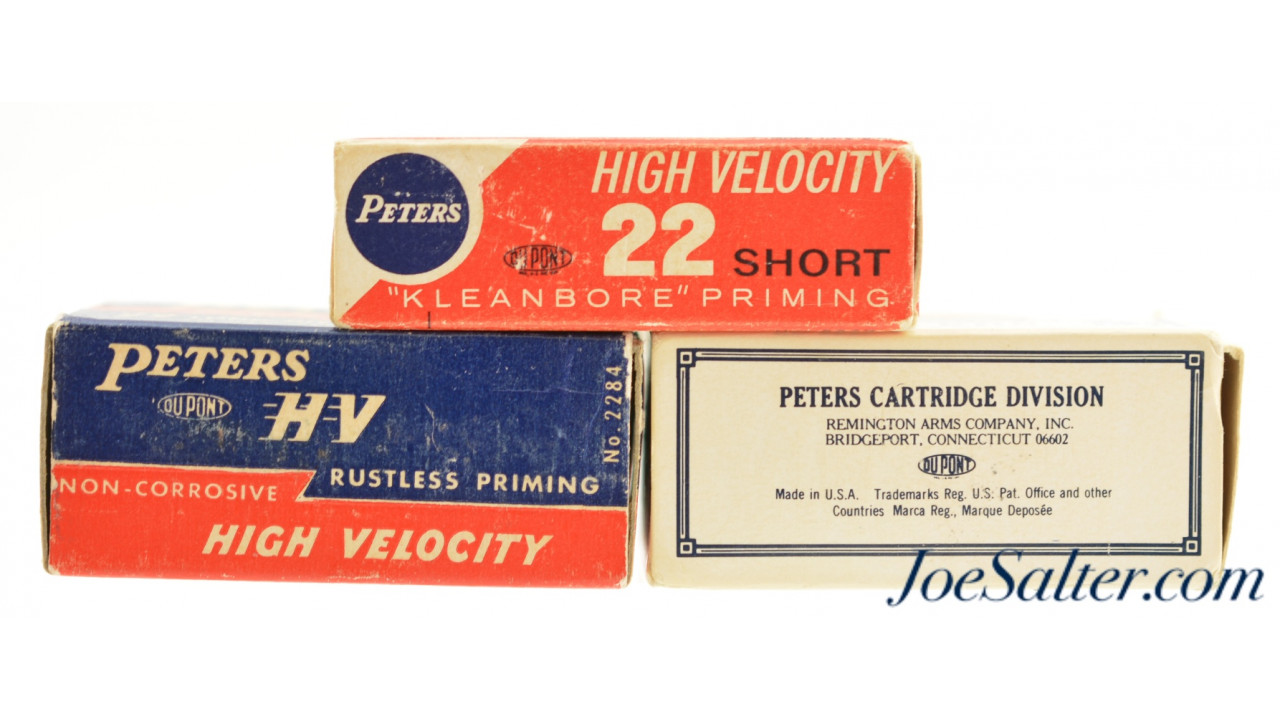 PETERS
HIGH VELOCITY
DU PONT
22 SHORT
"KLEANBORE" PRIMING
PETERS
DU PONT
H-V
No 2284
NON-CORROSIVE
RUSTLESS PRIMING
HIGH VELOCITY
PETERS CARTRIDGE DIVISION
REMINGTON ARMS COMPANY, INC.
BRIDGEPORT, CONNECTICUT 06602
DU PONT
Made in U.S.A. Trademarks Reg. U.S. Pat. Office and other
Countries Marca Reg., Marque Deposée
JoeSalter.com